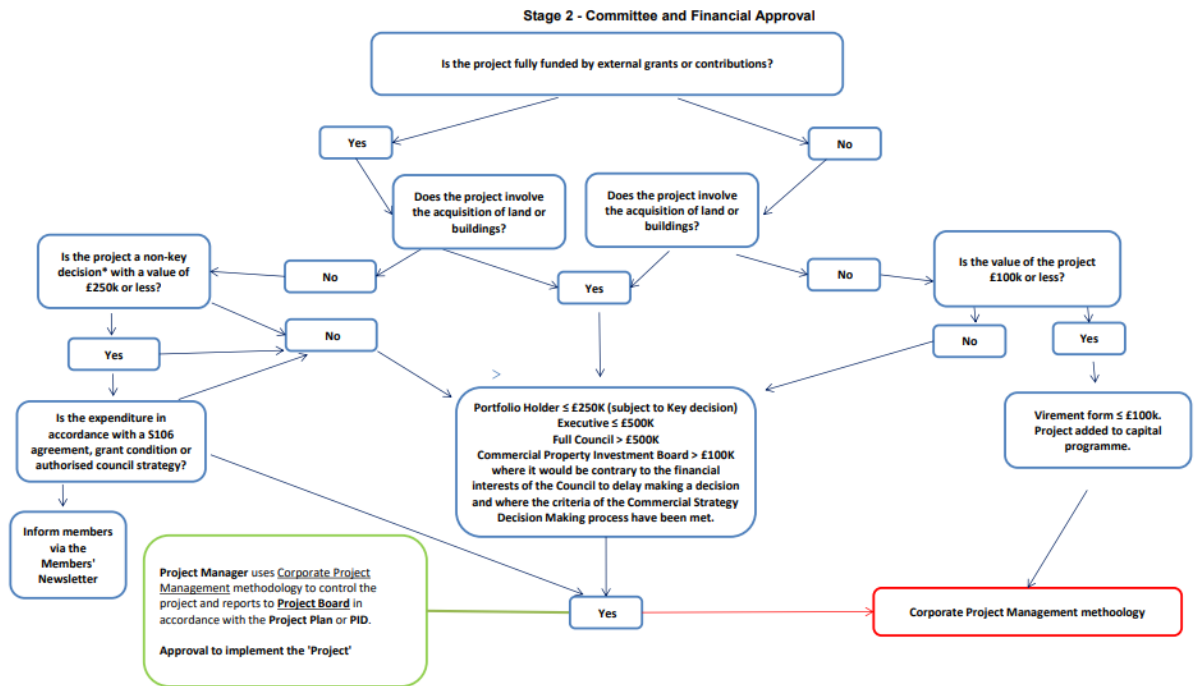 Stage 2 - Committee and Financial Approval
Is the project fully funded by external grants or contributions?
Yes
No
Does the project involve
the acquisition of land or
buildings?
Does the project involve
the acquisition of land or
buildings?
Is the project a non-key
decision* with a value of
£250k or less?
No
Yes
No
Is the value of the project
£100k or less?
Yes
No
No
Yes
>
Is the expenditure in
accordance with a S106
agreement, grant condition or
authorised council strategy?
Portfolio Holder ≤ £250K (subject to Key decision)
Executive ≤ £500K
Full Council > £500K
Commercial Property Investment Board > £100K
where it would be contrary to the financial
interests of the Council to delay making a decision
and where the criteria of the Commercial Strategy
Decision Making process have been met.
Virement form ≤ £100k.
Project added to capital
programme.
Inform members
via the
Members'
Newsletter
Project Manager uses Corporate Project
Management methodology to control the
project and reports to Project Board in
accordance with the Project Plan or PID.
Approval to implement the 'Project'
Yes
Corporate Project Management methoology